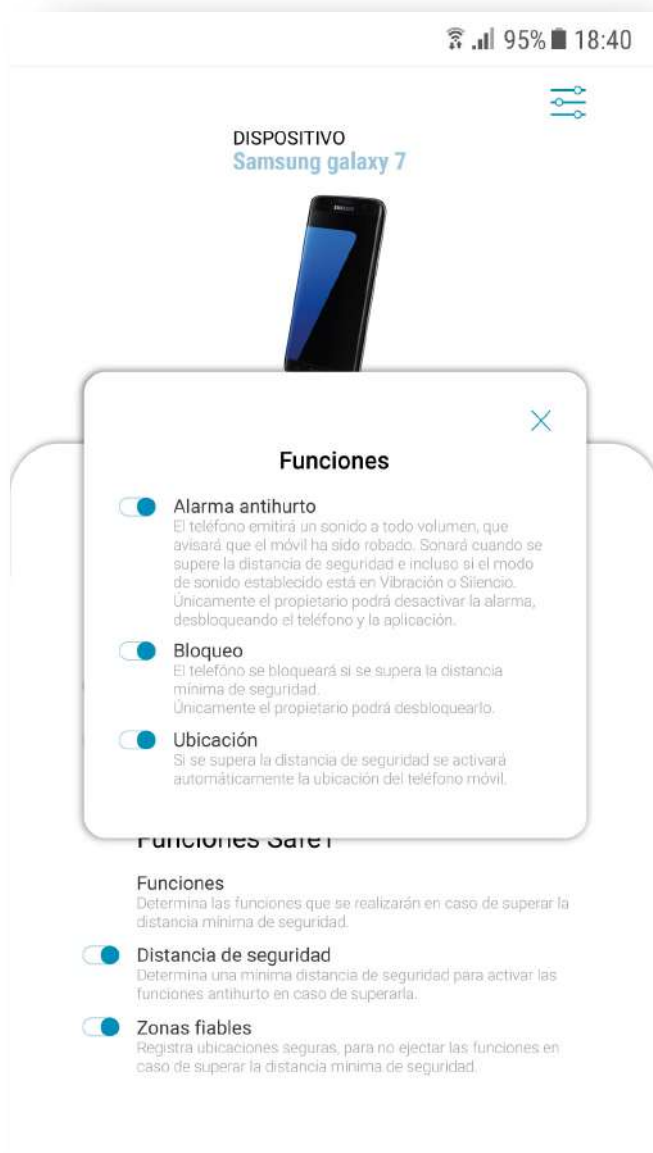 95% 18:40
DISPOSITIVO
Samsung galaxy 7
SAMSUNG
Funciones
Alarma antihurto
El teléfono emitirá un sonido a todo volumen, que
avisará que el móvil ha sido robado. Sonará cuando se
supere la distancia de seguridad e incluso si el modo
de sonido establecido está en Vibración o Silencio.
Únicamente el propietario podrá desactivar la alarma,
desbloqueando el teléfono y la aplicación.
Bloqueo
El telefóno se bloqueará si se supera la distancia
mínima de seguridad.
Únicamente el propietario podrá desbloquearlo.
Ubicación
Si se supera la distancia de seguridad se activará
automáticamente la ubicación del teléfono móvil.
Funciones
Funciones
Determina las funciones que se realizarán en caso de superar la
distancia mínima de seguridad.
Distancia de seguridad
Determina una mínima distancia de seguridad para activar las
funciones antihurto en caso de superarla.
Zonas fiables
Registra ubicaciones seguras, para no ejectar las funciones en
caso de superar la distancia mínima de seguridad.